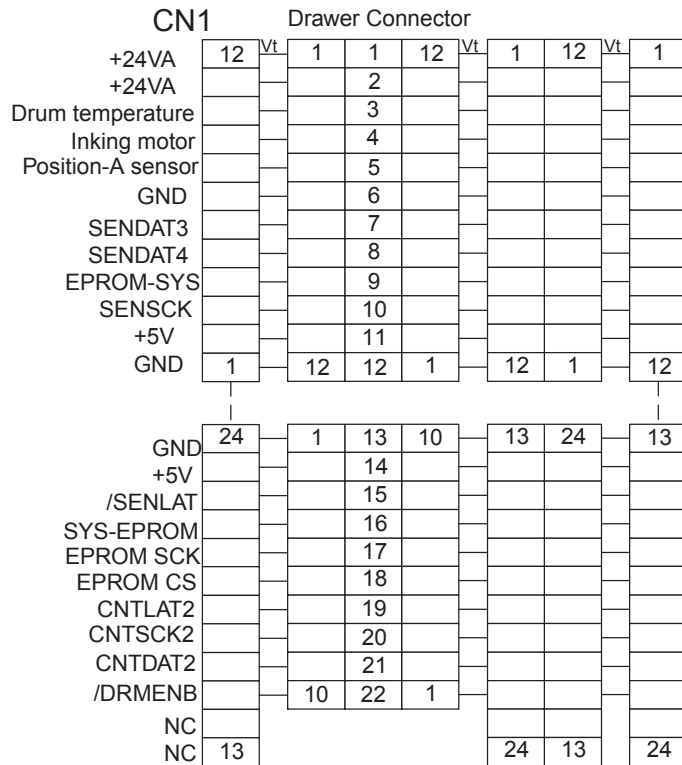 CN1 Drawer Connector
+24VA 12 Vt 1 1 12 Vt 1 12 Vt 1
+24VA 2
Drum temperature 3
Inking motor 4
Position-A sensor 5
GND 6
SENDAT3 7
SENDAT4 8
EPROM-SYS 9
SENSCK 10
+5V 11
GND 1 12 12 1 12 1 12
GND 24 1 13 10 13 24 13
+5V 14
/SENLAT 15
SYS-EPROM 16
EPROM SCK 17
EPROM CS 18
CNTLAT2 19
CNTSCK2 20
CNTDAT2 21
/DRMENB 10 22 1
NC
NC 13 24 13 24